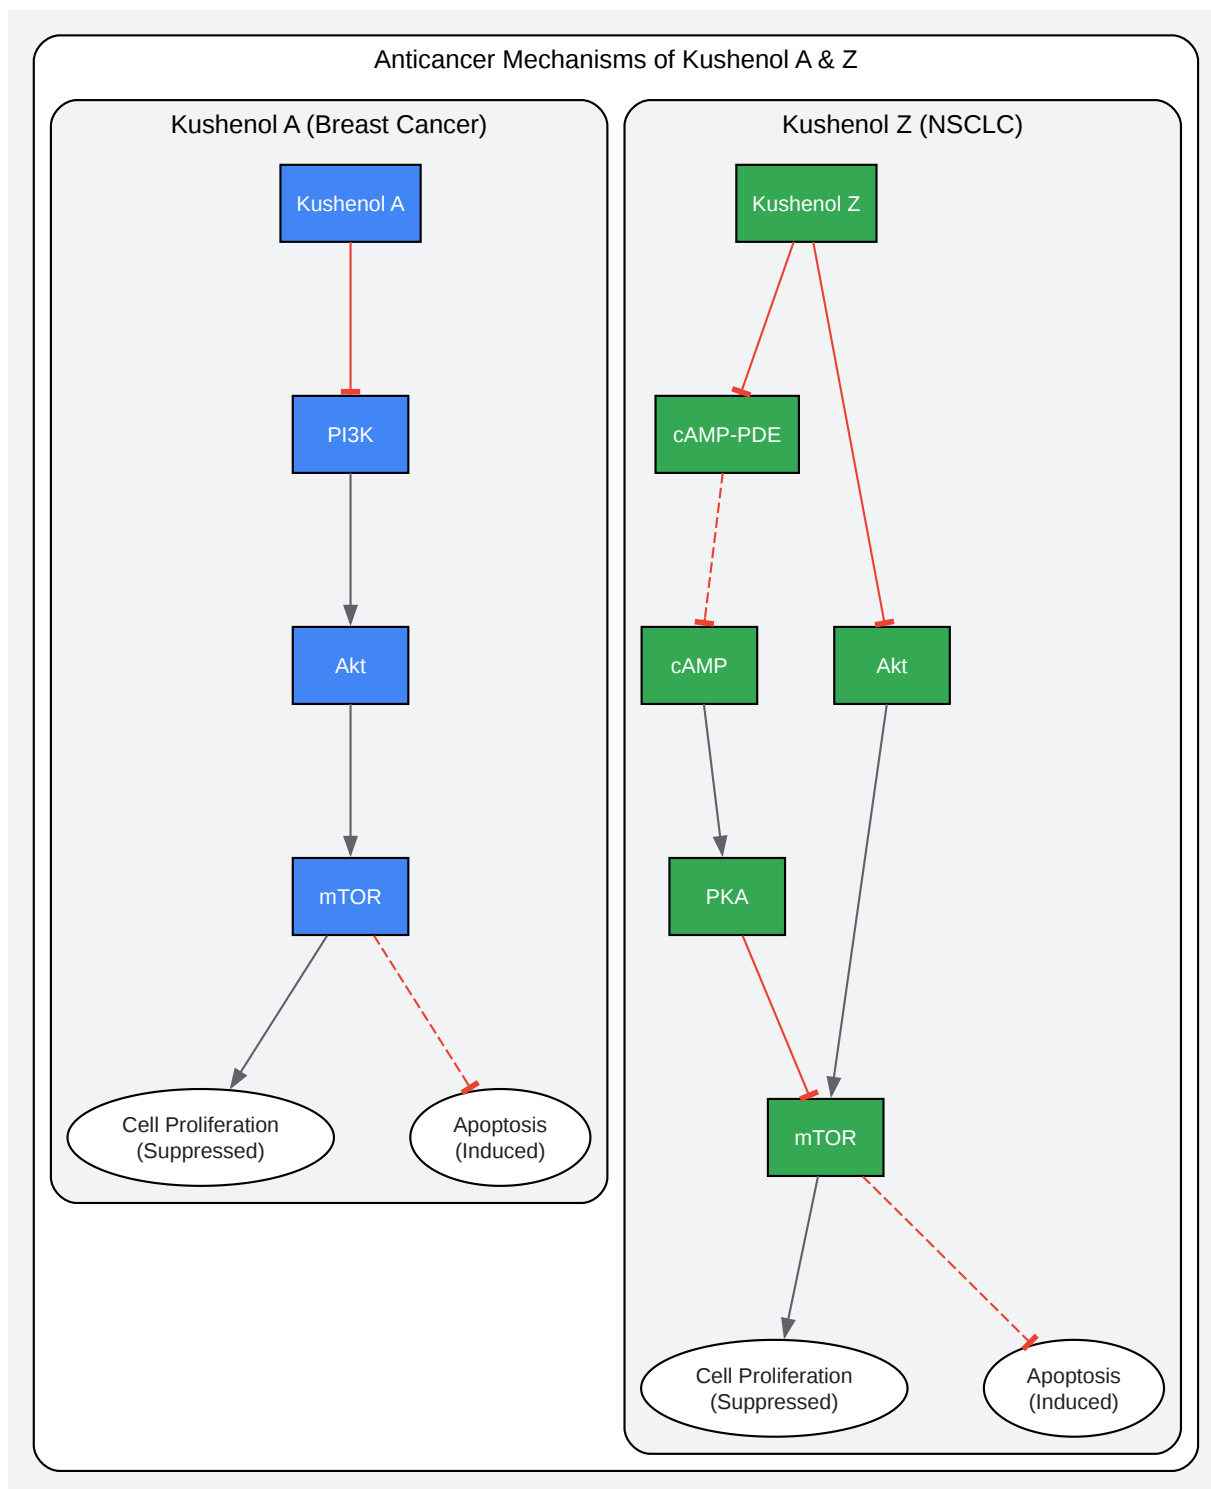 Anticancer Mechanisms of Kushenol A & Z
Kushenol A (Breast Cancer)
Kushenol A
PI3K
Akt
mTOR
Cell Proliferation
(Suppressed)
Apoptosis
(Induced)
Kushenol Z (NSCLC)
Kushenol Z
cAMP-PDE
cAMP
Akt
PKA
mTOR
Cell Proliferation
(Suppressed)
Apoptosis
(Induced)